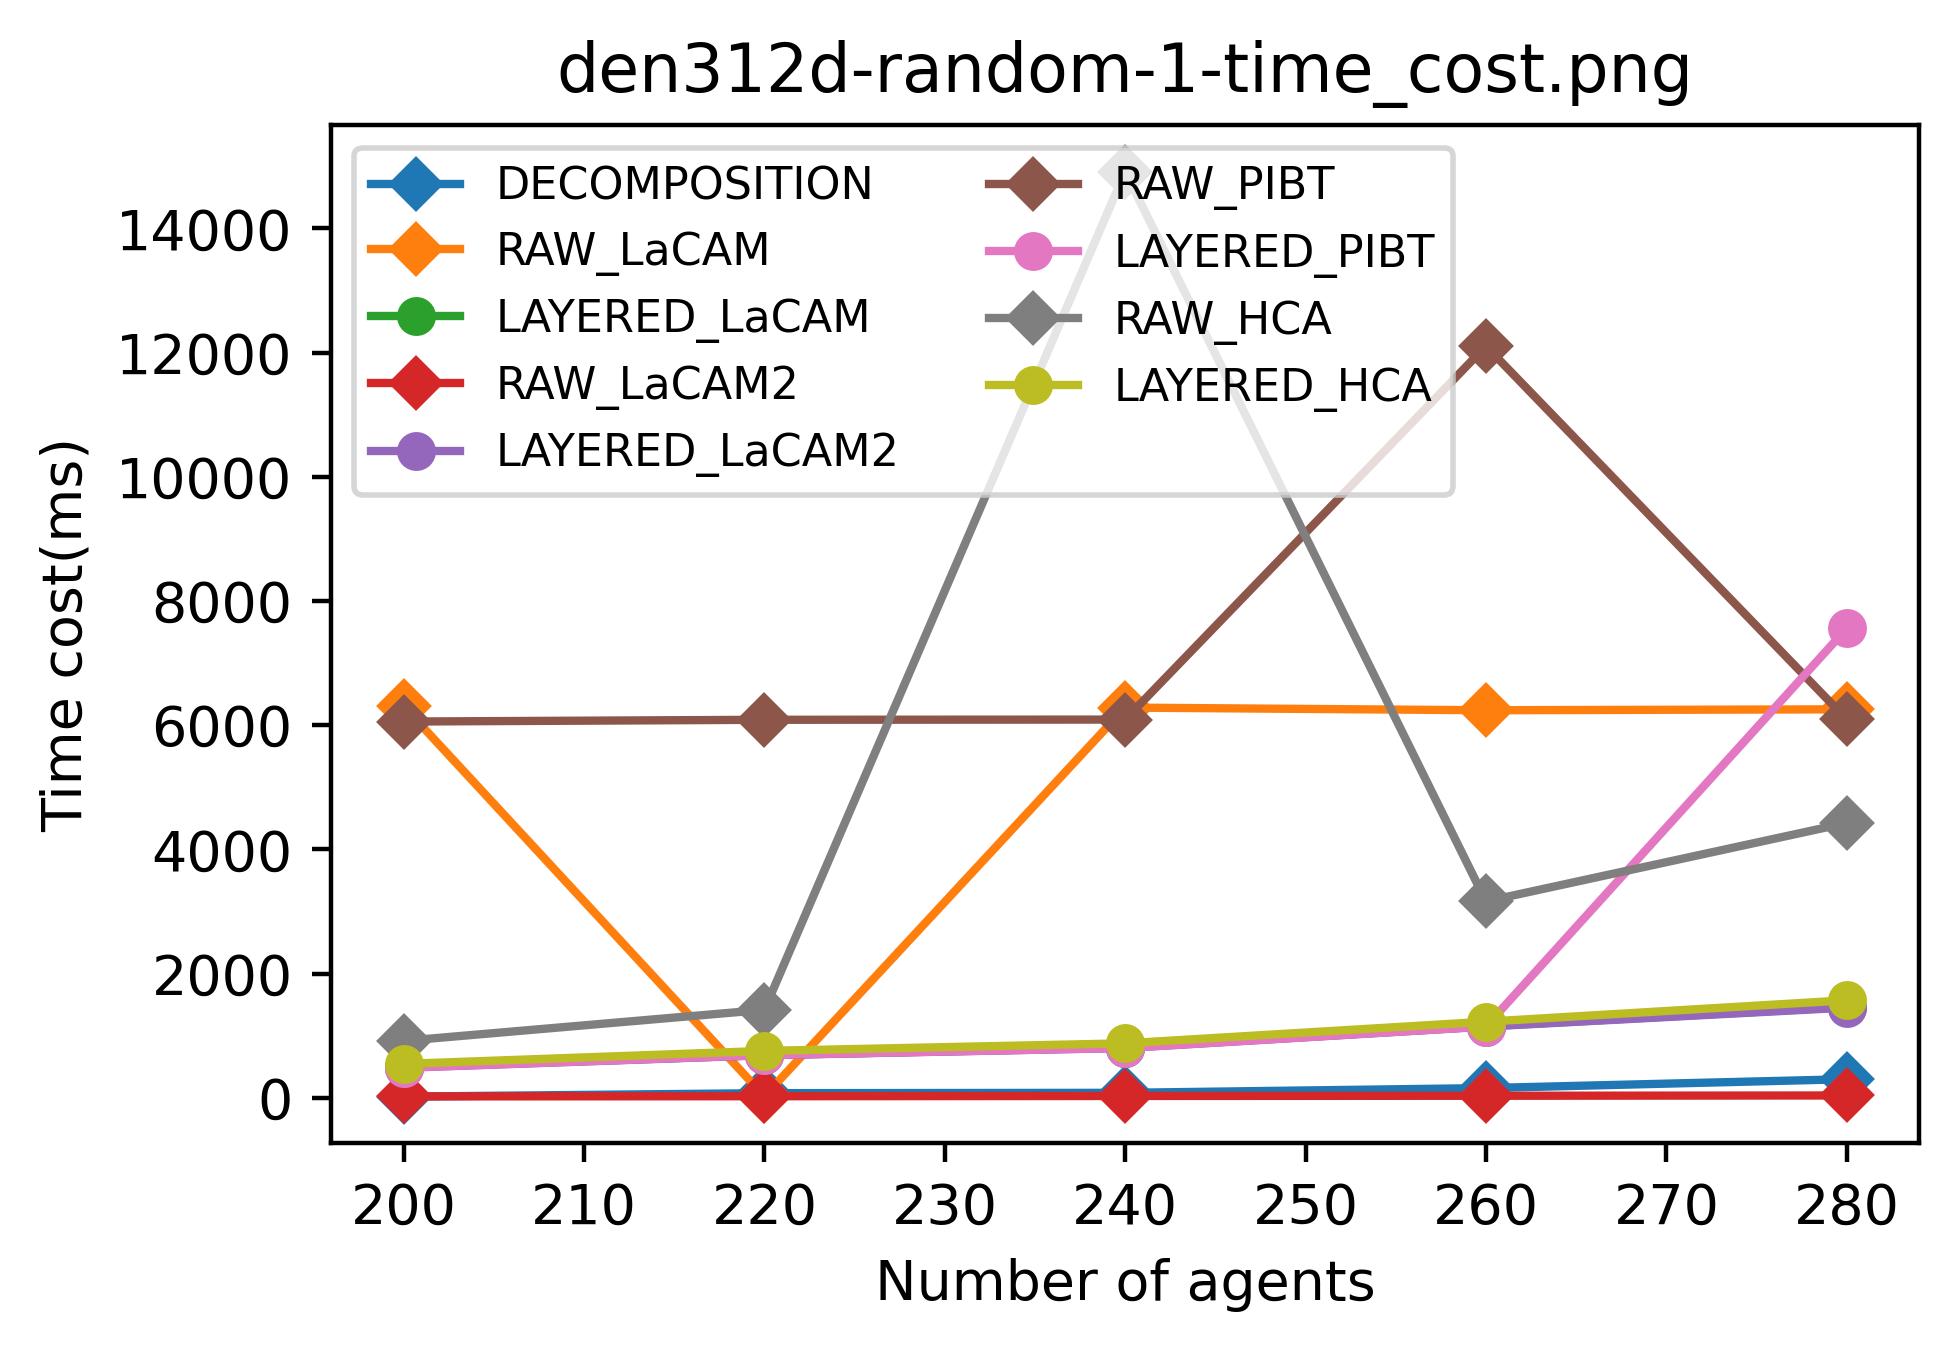 den312d-random-1-time_cost.png
DECOMPOSITION
RAW_LaCAM
LAYERED_LaCAM
RAW_LaCAM2
LAYERED_LaCAM2
RAW_PIBT
LAYERED_PIBT
RAW_HCA
LAYERED_HCA
Time cost(ms)
14000
12000
10000
8000
6000
4000
2000
0
200 210 220 230 240 250 260 270 280
Number of agents